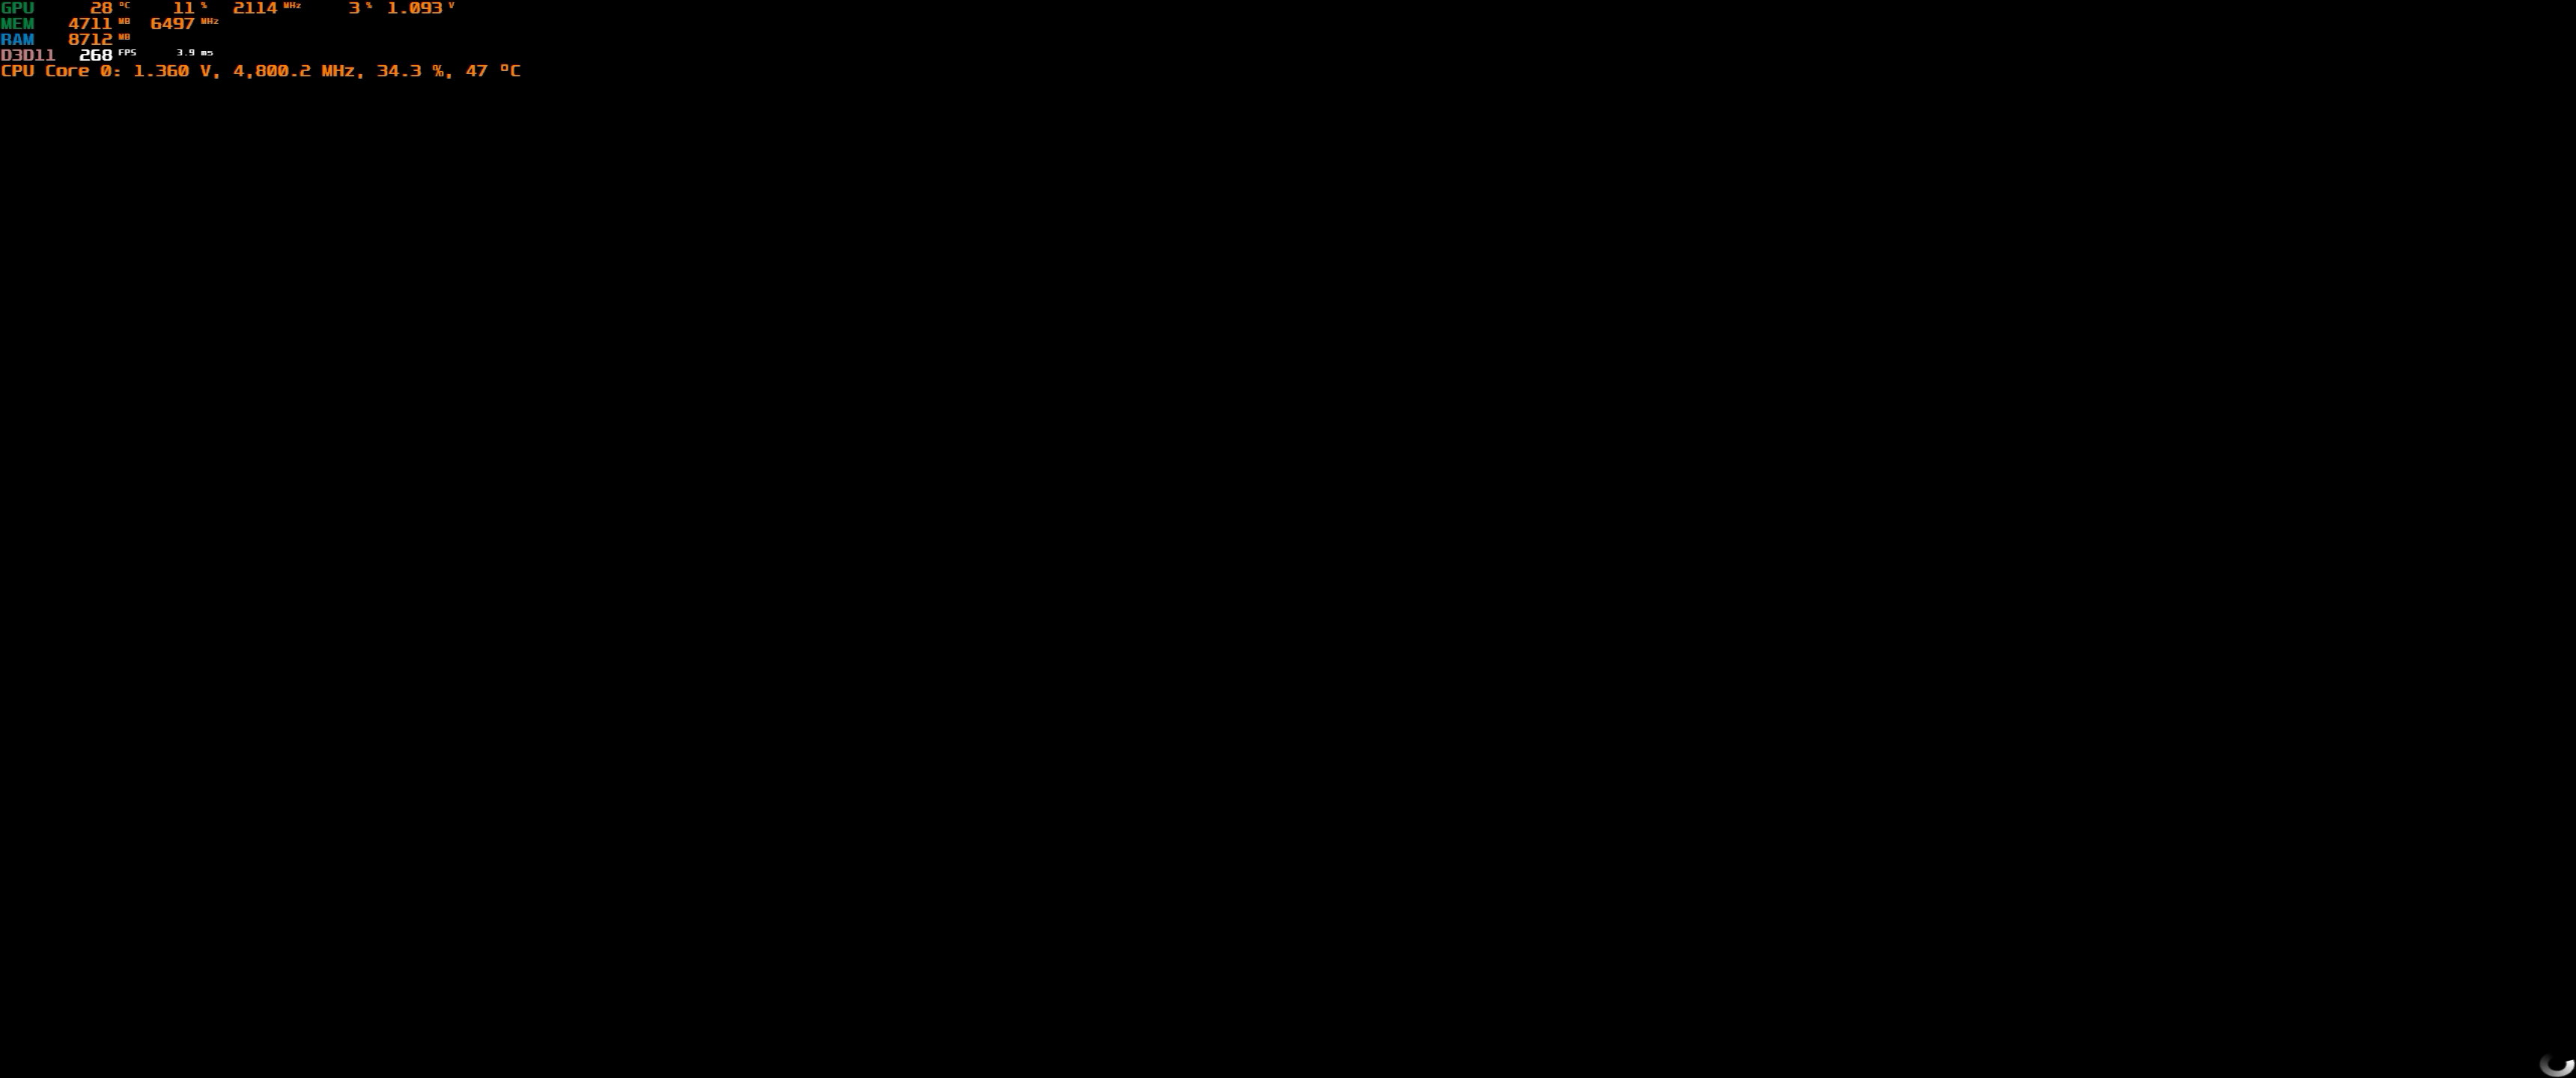 GPU 28 °C 11 % 2114 MHz 3 % 1.093 V
MEM 4711 MB 6497 MHz
RAM 8712 MB
D3D11 268 FPS 3.9 ms
CPU Core 0: 1.360 V, 4,800.2 MHz, 34.3 %, 47 °C